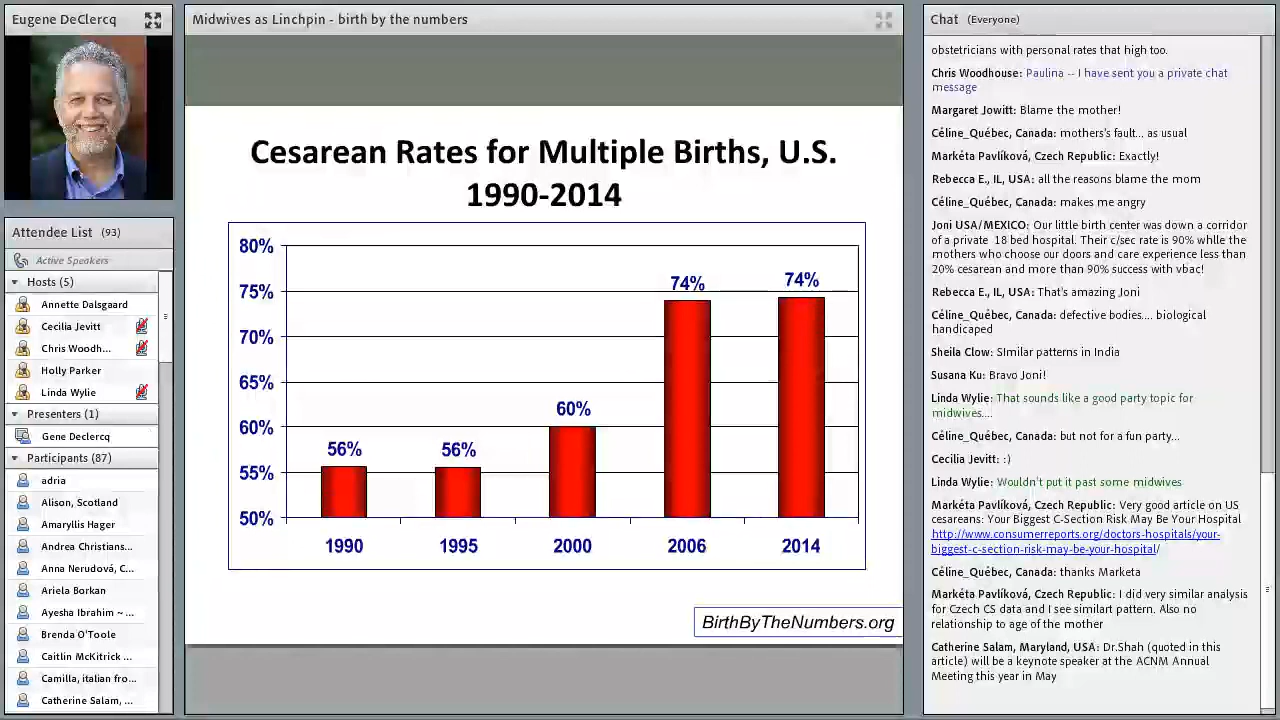 Eugene DeClercq
Attendee List (93)
Active Speakers
Hosts (5)
Annette Dalsgaard
Cecilia Jevitt
Chris Woodh...
Holly Parker
Linda Wylie
Presenters (1)
Gene Declercq
Participants (87)
adria
Alison, Scotland
Amaryllis Hager
Andrea Christians...
Anna Nerudová, C...
Ariela Borkan
Ayesha Ibrahim ~ ...
Brenda O'Toole
Caitlin McKitrick ...
Camilla, italian fro...
Catherine Salam, ...
Midwives as Linchpin - birth by the numbers
Cesarean Rates for Multiple Births, U.S.
1990-2014
80%
75%
70%
65%
60%
55%
50%
56%
56%
60%
74%
74%
1990
1995
2000
2006
2014
BirthByTheNumbers.org
Chat (Everyone)
obstetricians with personal rates that high too.
Chris Woodhouse: Paulina -- I have sent you a private chat
message
Margaret Jowitt: Blame the mother!
Céline_Québec, Canada: mothers's fault... as usual
Markéta Pavlíková, Czech Republic: Exactly!
Rebecca E., IL, USA: all the reasons blame the mom
Céline_Québec, Canada: makes me angry
Joni USA/MEXICO: Our little birth center was down a corridor
of a private 18 bed hospital. Their c/sec rate is 90% whlle the
mothers who choose our doors and care experience less than
20% cesarean and more than 90% success with vbac!
Rebecca E., IL, USA: That's amazing Joni
Céline_Québec, Canada: defective bodies.... biological
handicaped
Sheila Clow: SImilar patterns in India
Susana Ku: Bravo Joni!
Linda Wylie: That sounds like a good party topic for
midwives....
Céline_Québec, Canada: but not for a fun party...
Cecilia Jevitt: :)
Linda Wylie: Wouldn't put it past some midwives
Markéta Pavlíková, Czech Republic: Very good article on US
cesareans: Your Biggest C-Section Risk May Be Your Hospital
http://www.consumerreports.org/doctors-hospitals/your-
biggest-c-section-risk-may-be-your-hospital/
Céline_Québec, Canada: thanks Marketa
Markéta Pavlíková, Czech Republic: I did very similar analysis
for Czech CS data and I see similart pattern. Also no
relationship to age of the mother
Catherine Salam, Maryland, USA: Dr.Shah (quoted in this
article) will be a keynote speaker at the ACNM Annual
Meeting this year in May